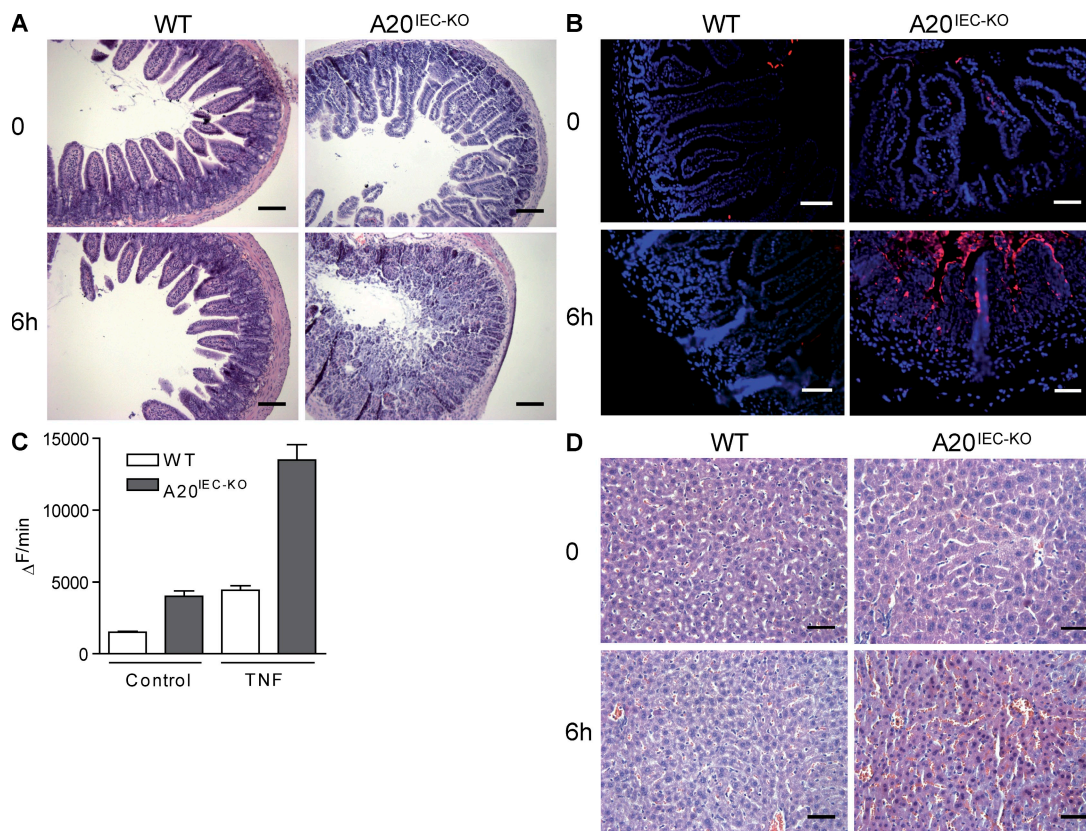 A
WT
A20IEC-KO
0
6h
B
WT
A20IEC-KO
0
6h
C
15000
10000
5000
0
ΔF/min
WT
A20IEC-KO
Control
TNF
D
WT
A20IEC-KO
0
6h